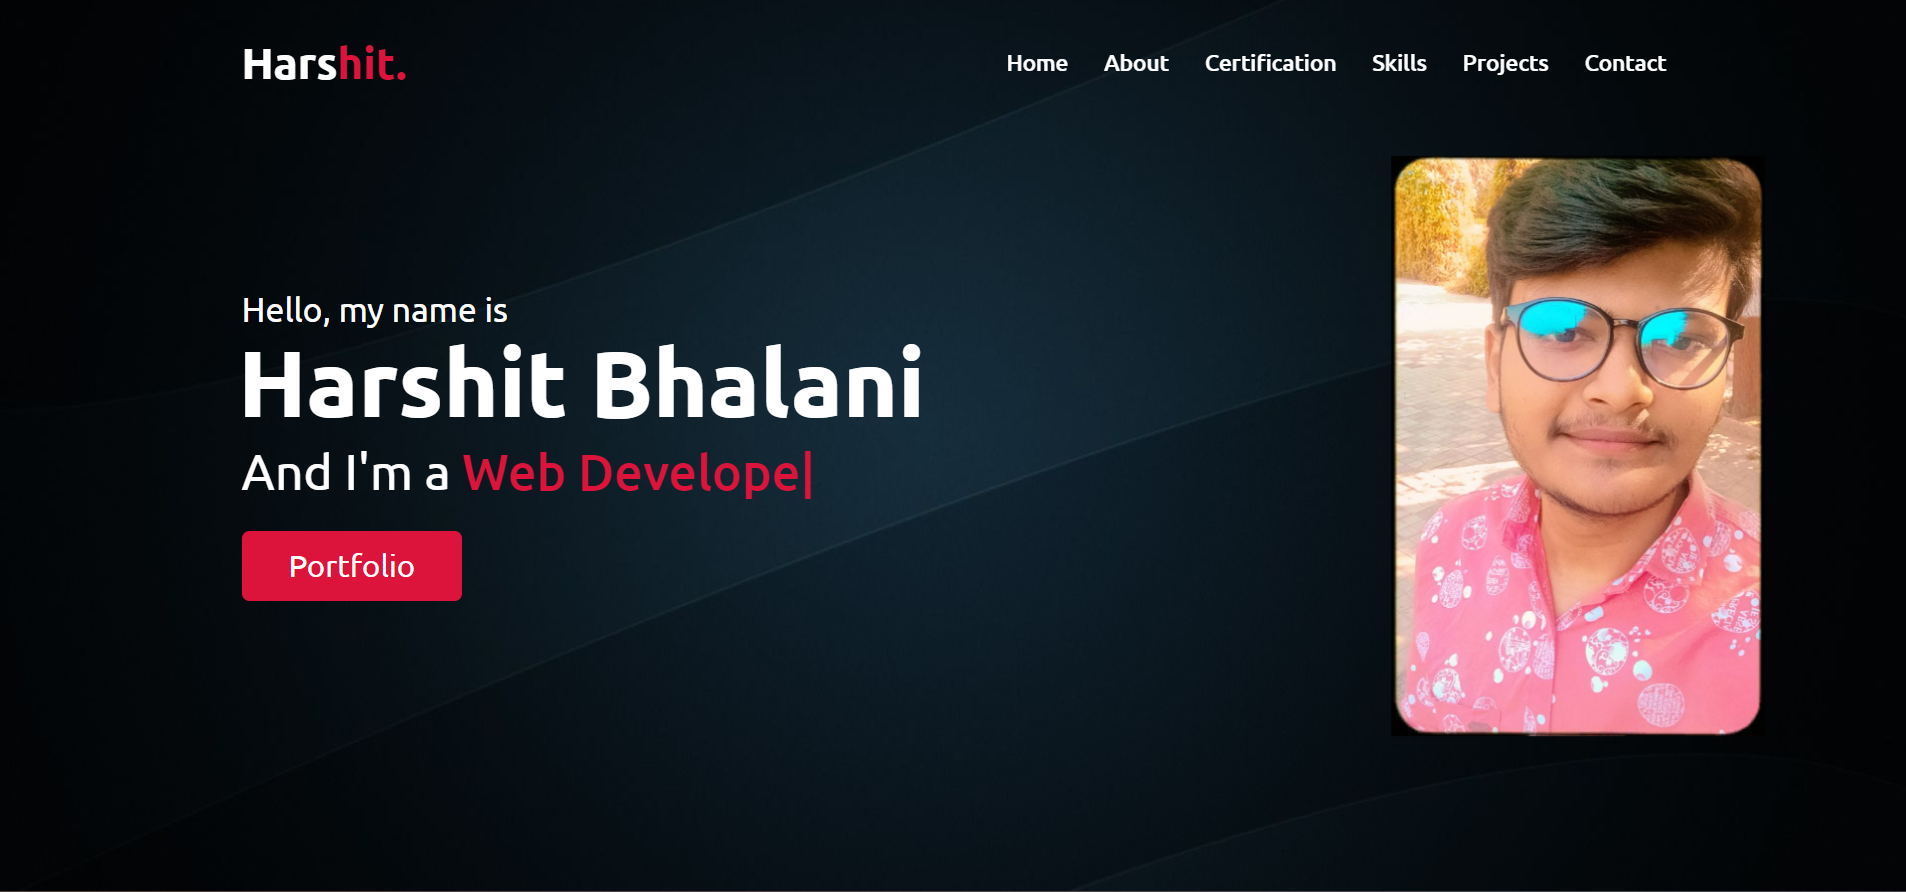 Harshit.
Home About Certification Skills Projects Contact
Hello, my name is
Harshit Bhalani
And I'm a Web Develope|
Portfolio